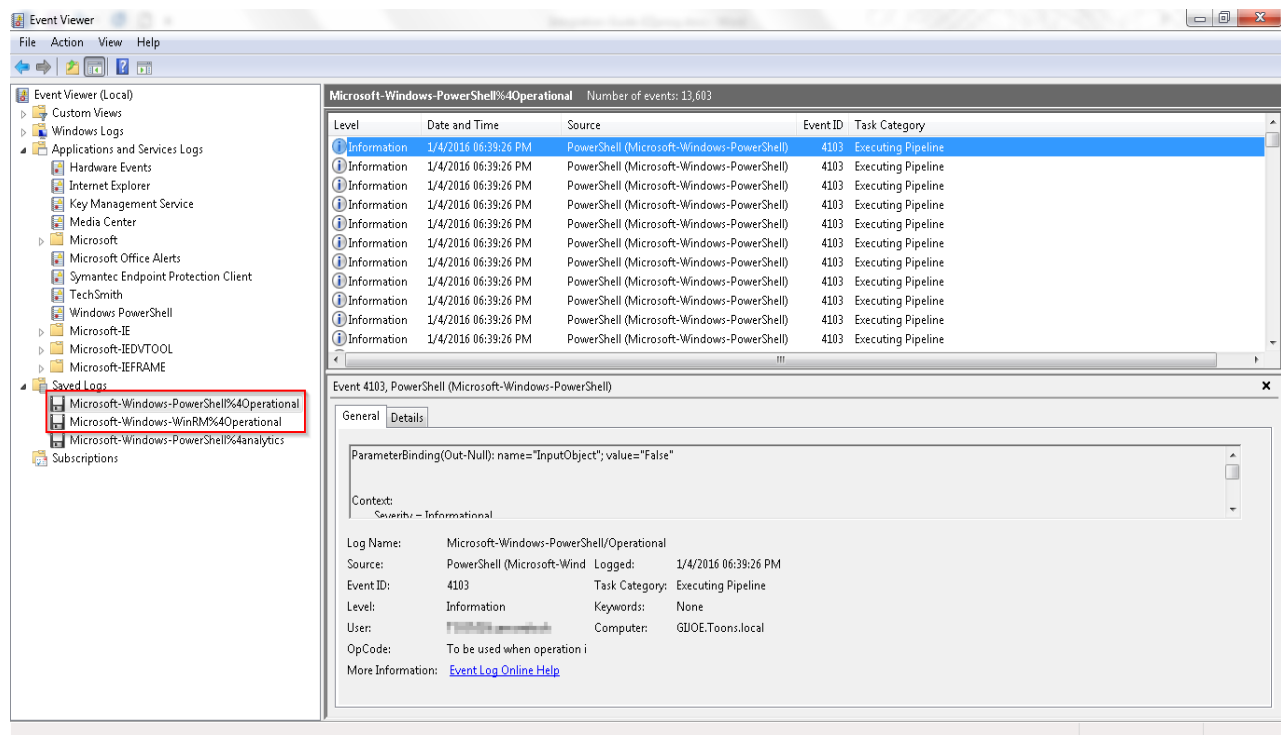 Event Viewer
File Action View Help
Event Viewer (Local)
Custom Views
Windows Logs
Applications and Services Logs
Hardware Events
Internet Explorer
Key Management Service
Media Center
Microsoft
Microsoft Office Alerts
Symantec Endpoint Protection Client
TechSmith
Windows PowerShell
Microsoft-IE
Microsoft-IEDVTOOL
Microsoft-IEFRAME
Saved Logs
Microsoft-Windows-PowerShell%4Operational
Microsoft-Windows-WinRM%4Operational
Microsoft-Windows-PowerShell%4analytics
Subscriptions
Microsoft-Windows-PowerShell%4Operational Number of events: 13,603
Level Date and Time Source Event ID Task Category
Information 1/4/2016 06:39:26 PM PowerShell (Microsoft-Windows-PowerShell) 4103 Executing Pipeline
Information 1/4/2016 06:39:26 PM PowerShell (Microsoft-Windows-PowerShell) 4103 Executing Pipeline
Information 1/4/2016 06:39:26 PM PowerShell (Microsoft-Windows-PowerShell) 4103 Executing Pipeline
Information 1/4/2016 06:39:26 PM PowerShell (Microsoft-Windows-PowerShell) 4103 Executing Pipeline
Information 1/4/2016 06:39:26 PM PowerShell (Microsoft-Windows-PowerShell) 4103 Executing Pipeline
Information 1/4/2016 06:39:26 PM PowerShell (Microsoft-Windows-PowerShell) 4103 Executing Pipeline
Information 1/4/2016 06:39:26 PM PowerShell (Microsoft-Windows-PowerShell) 4103 Executing Pipeline
Information 1/4/2016 06:39:26 PM PowerShell (Microsoft-Windows-PowerShell) 4103 Executing Pipeline
Information 1/4/2016 06:39:26 PM PowerShell (Microsoft-Windows-PowerShell) 4103 Executing Pipeline
Information 1/4/2016 06:39:26 PM PowerShell (Microsoft-Windows-PowerShell) 4103 Executing Pipeline
Information 1/4/2016 06:39:26 PM PowerShell (Microsoft-Windows-PowerShell) 4103 Executing Pipeline
Event 4103, PowerShell (Microsoft-Windows-PowerShell)
General Details
ParameterBinding(Out-Null): name="InputObject"; value="False"
Context:
Severity = Informational
Log Name: Microsoft-Windows-PowerShell/Operational
Source: PowerShell (Microsoft-Wind Logged: 1/4/2016 06:39:26 PM
Event ID: 4103 Task Category: Executing Pipeline
Level: Information Keywords: None
User: Computer: GIJOE.Toons.local
OpCode: To be used when operation i
More Information: Event Log Online Help